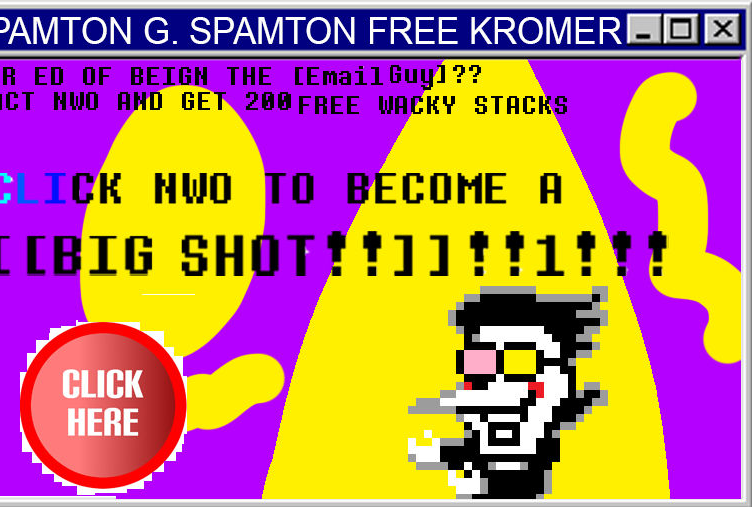 PAMTON G. SPAMTON FREE KROMER
R ED OF BEIGN THE [EmailGuy]??
ACT NWO AND GET 200 FREE WACKY STACKS
CLICK NWO TO BECOME A
[[BIG SHOT!!]]!!1!!!
CLICK
HERE